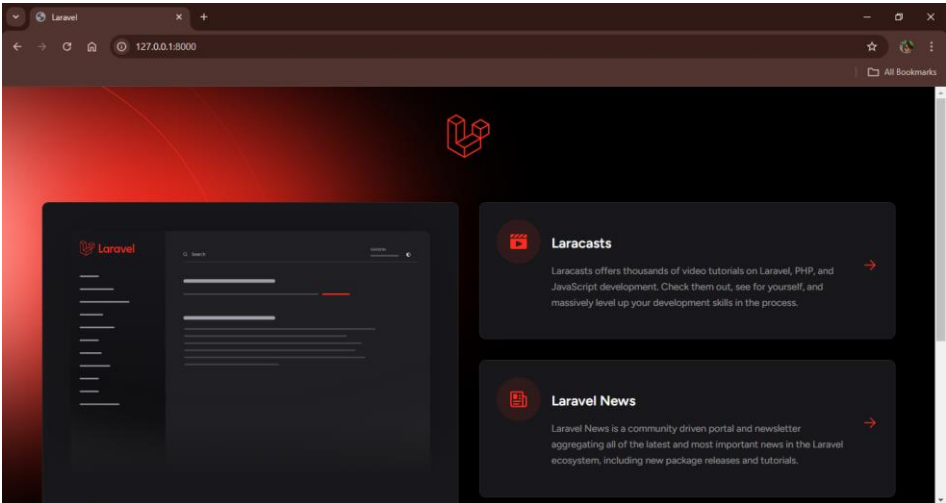 Laravel
127.0.0.1:8000
All Bookmarks
Laravel
Search
Laracasts
Laracasts offers thousands of video tutorials on Laravel, PHP, and
JavaScript development. Check them out, see for yourself, and
massively level up your development skills in the process.
Laravel News
Laravel News is a community driven portal and newsletter
aggregating all of the latest and most important news in the Laravel
ecosystem, including new package releases and tutorials.